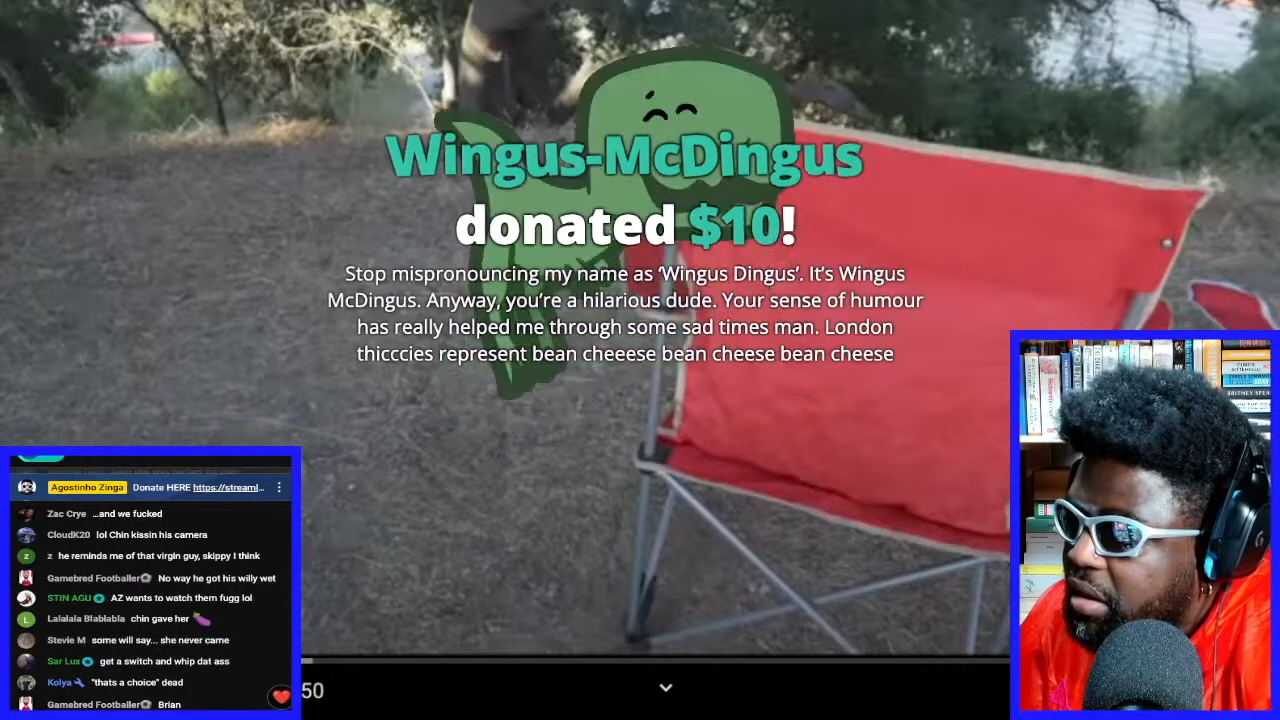 Wingus-McDingus
donated $10!
Stop mispronouncing my name as ‘Wingus Dingus’. It’s Wingus
McDingus. Anyway, you’re a hilarious dude. Your sense of humour
has really helped me through some sad times man. London
thicccies represent bean cheeese bean cheese bean cheese
Agostinho Zinga Donate HERE https://streaml...
Zac Crye ...and we fucked
CloudK20 lol Chin kissin his camera
z he reminds me of that virgin guy, skippy I think
Gamebred Footballer No way he got his willy wet
STIN AGU AZ wants to watch them fugg lol
L Lalalala Blablabla chin gave her 🍆
Stevie M some will say... she never came
Sar Lux get a switch and whip dat ass
Kolya "thats a choice" dead
Gamebred Footballer Brian
50
BRITNEY SPEA